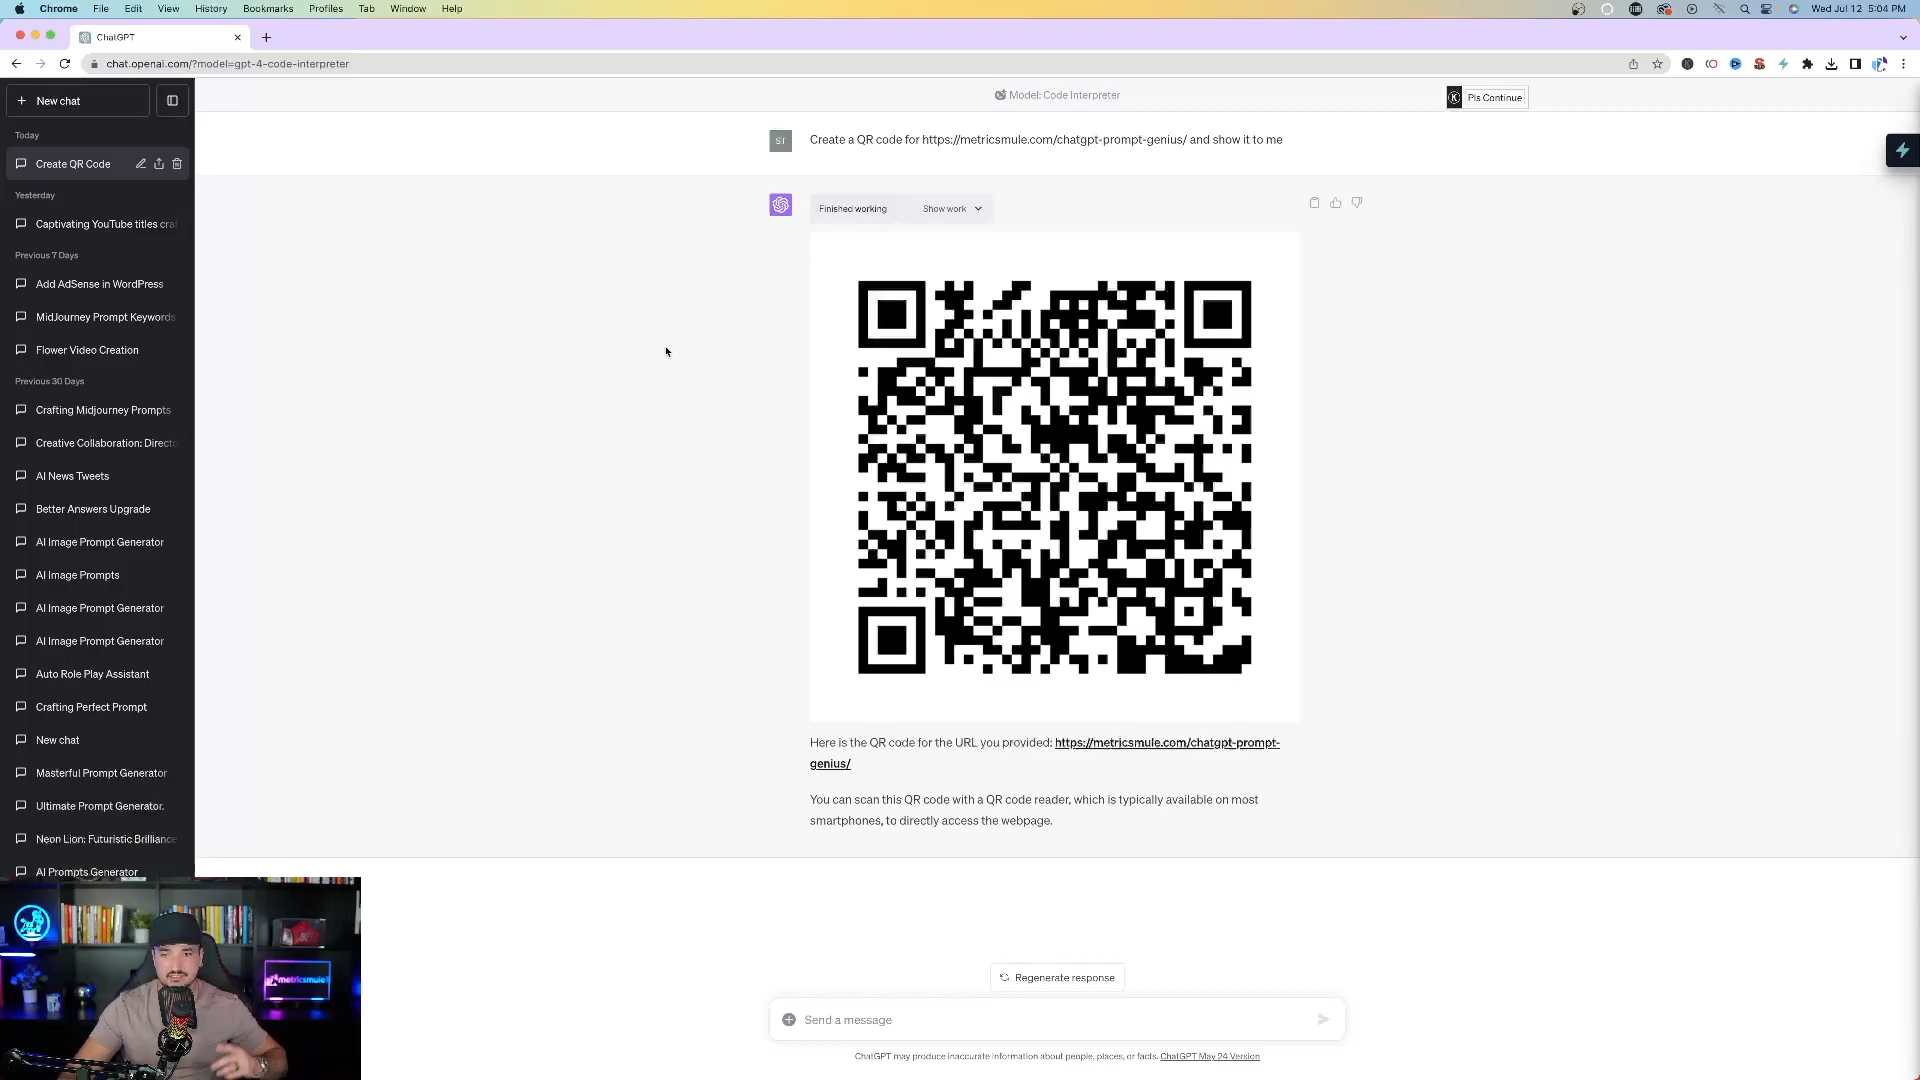 Chrome File Edit View History Bookmarks Profiles Tab Window Help Wed Jul 12 5:04 PM
ChatGPT
chat.openai.com/?model=gpt-4-code-interpreter
New chat
Model: Code Interpreter
Pls Continue
Today
Create QR Code
Yesterday
Captivating YouTube titles cra
Previous 7 Days
Add AdSense in WordPress
MidJourney Prompt Keywords
Flower Video Creation
Previous 30 Days
Crafting Midjourney Prompts
Creative Collaboration: Directo
AI News Tweets
Better Answers Upgrade
AI Image Prompt Generator
AI Image Prompts
AI Image Prompt Generator
AI Image Prompt Generator
Auto Role Play Assistant
Crafting Perfect Prompt
New chat
Masterful Prompt Generator
Ultimate Prompt Generator.
Neon Lion: Futuristic Brilliance
AI Prompts Generator
ST
Create a QR code for https://metricsmule.com/chatgpt-prompt-genius/ and show it to me
Finished working Show work
Here is the QR code for the URL you provided: https://metricsmule.com/chatgpt-prompt-
genius/
You can scan this QR code with a QR code reader, which is typically available on most
smartphones, to directly access the webpage.
metricsmule
Regenerate response
Send a message
ChatGPT may produce inaccurate information about people, places, or facts. ChatGPT May 24 Version